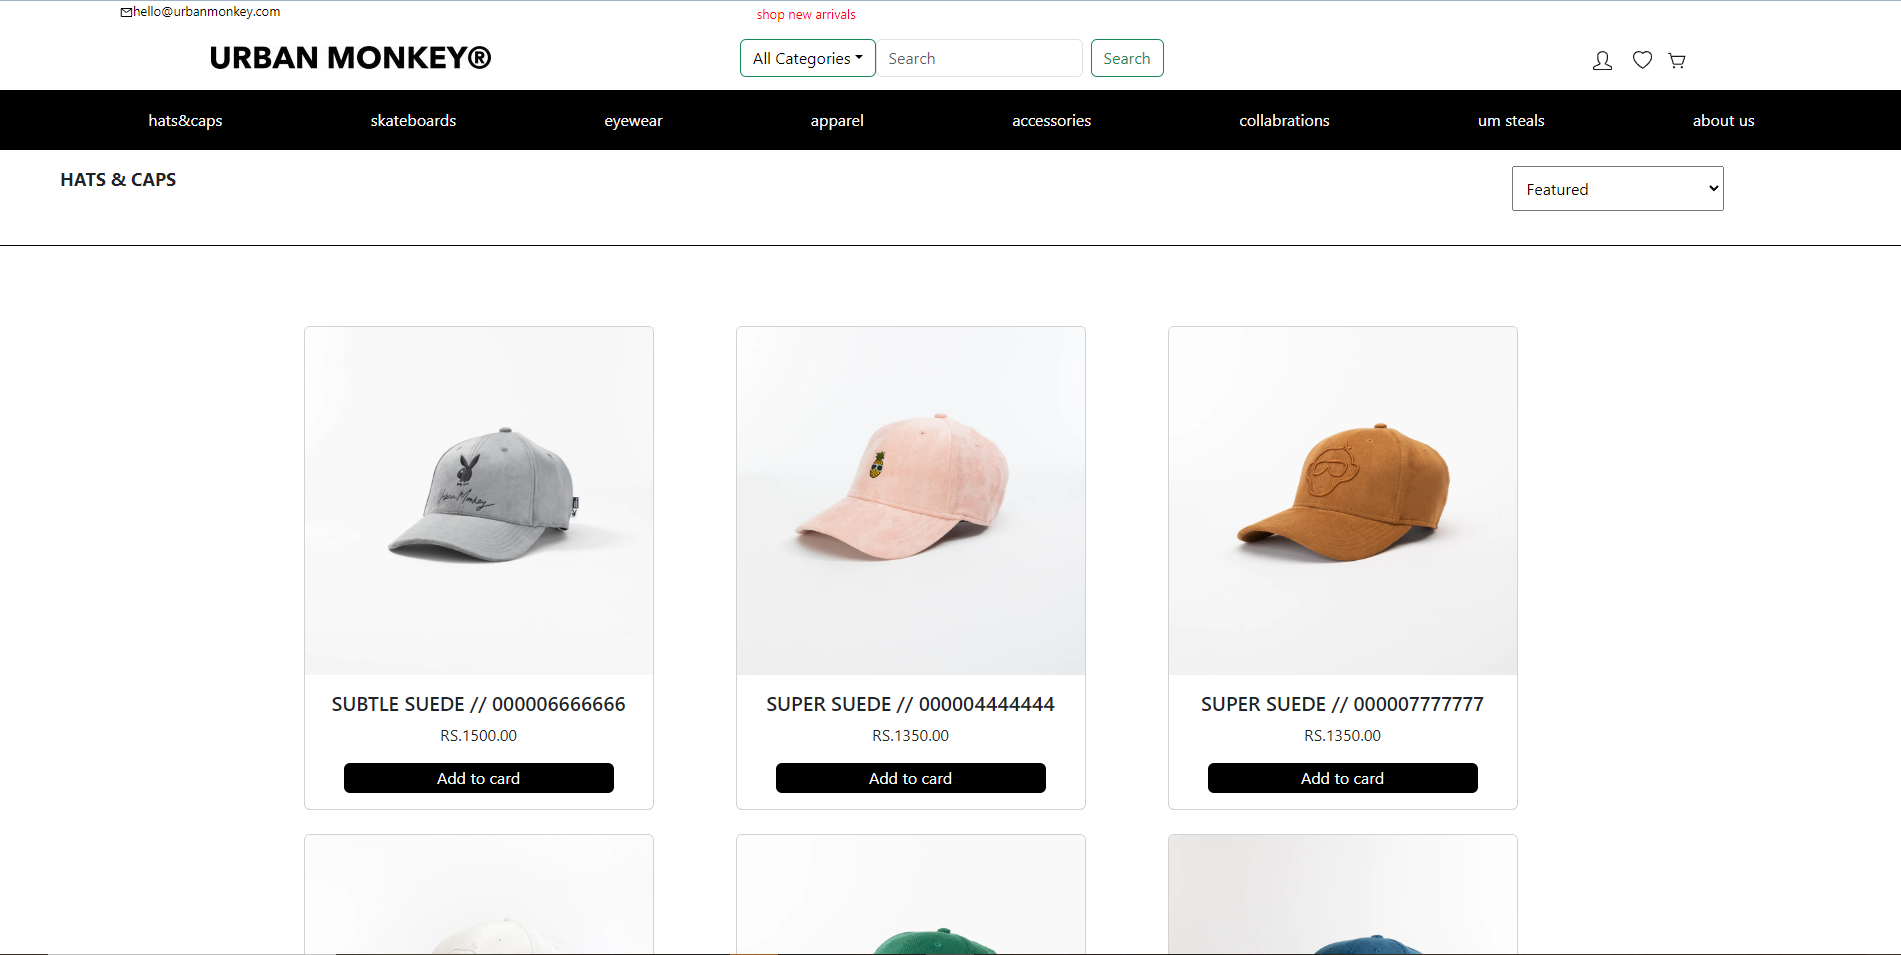 hello@urbanmonkey.com
shop new arrivals
URBAN MONKEY®
All Categories
Search
Search
hats&caps
skateboards
eyewear
apparel
accessories
collabrations
um steals
about us
HATS & CAPS
Featured
Urban Monkey
SUBTLE SUEDE // 000006666666
RS.1500.00
Add to card
SUPER SUEDE // 000004444444
RS.1350.00
Add to card
SUPER SUEDE // 000007777777
RS.1350.00
Add to card